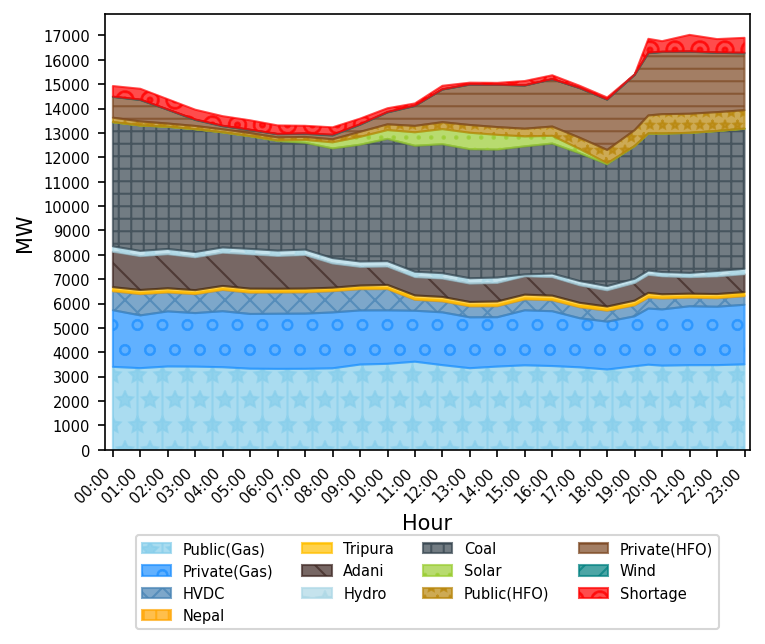 17000
16000
15000
14000
13000
12000
11000
10000
9000
8000
7000
6000
5000
4000
3000
2000
1000
0
MW
00:00 01:00 02:00 03:00 04:00 05:00 06:00 07:00 08:00 09:00 10:00 11:00 12:00 13:00 14:00 15:00 16:00 17:00 18:00 19:00 20:00 21:00 22:00 23:00
Hour
Public(Gas) Tripura Coal Private(HFO)
Private(Gas) Adani Solar Wind
HVDC Hydro Public(HFO) Shortage
Nepal